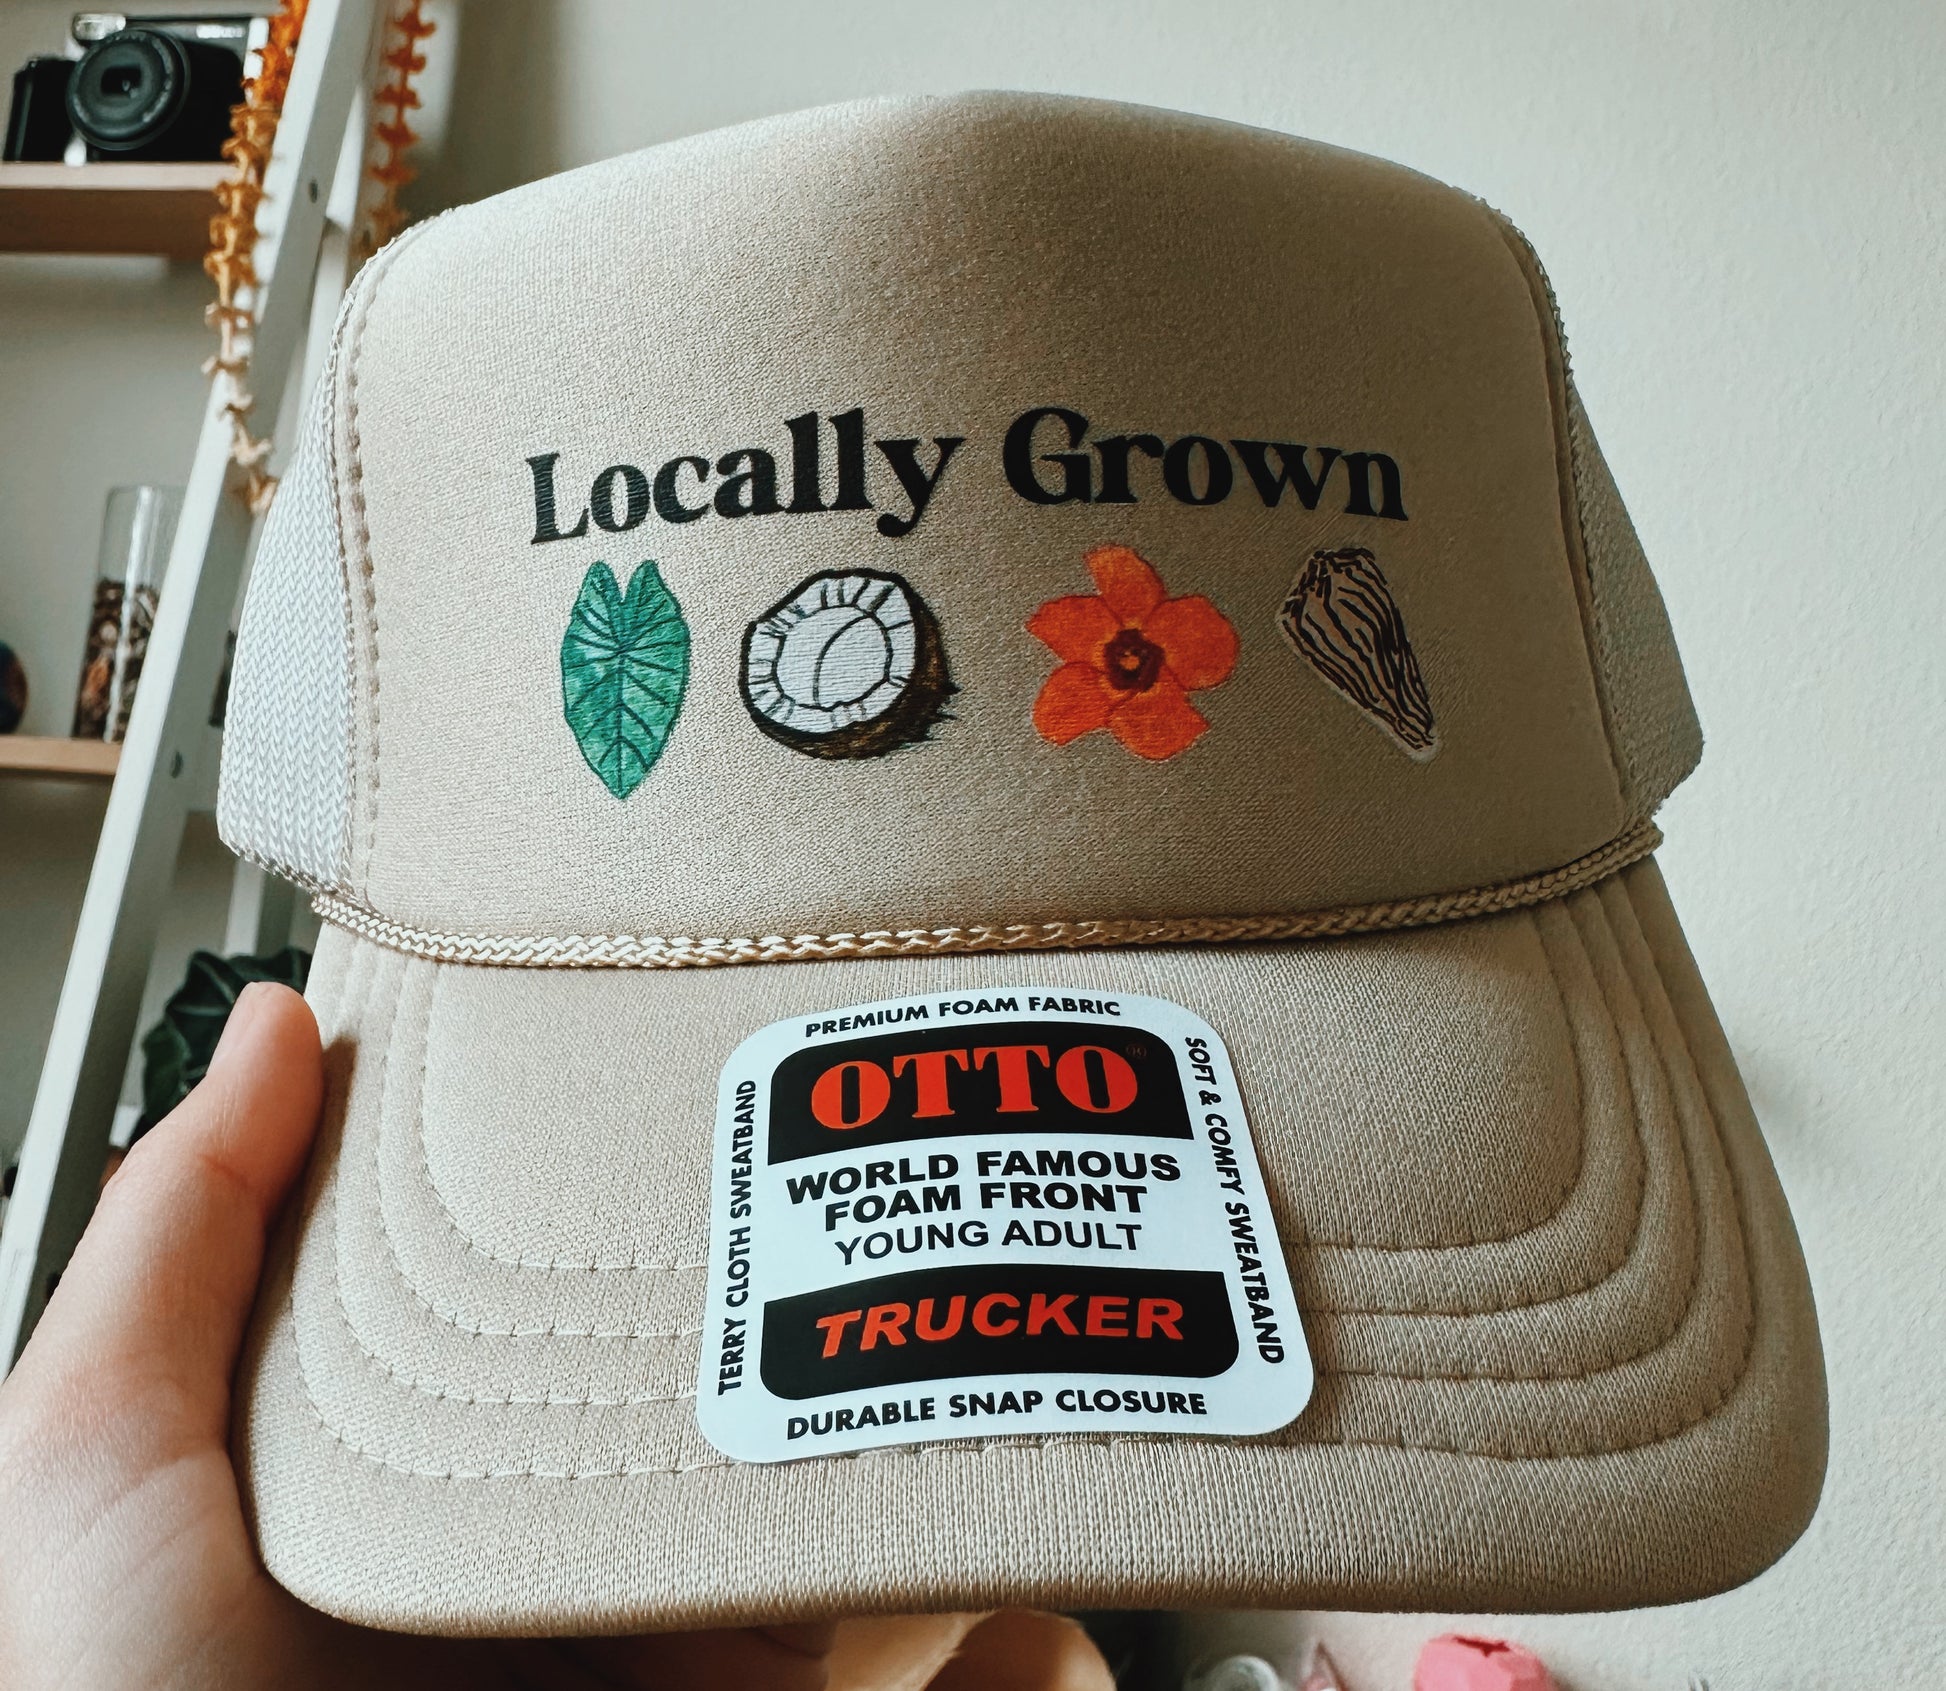 Locally Grown
PREMIUM FOAM FABRIC
OTTO®
WORLD FAMOUS
FOAM FRONT
YOUNG ADULT
TRUCKER
DURABLE SNAP CLOSURE
TERRY CLOTH SWEATBAND
SOFT & COMFY SWEATBAND